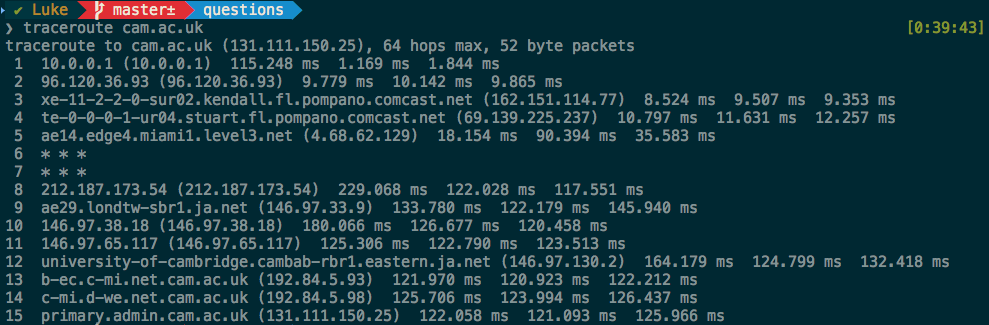 ✔ Luke master± questions
❯ traceroute cam.ac.uk [0:39:43]
traceroute to cam.ac.uk (131.111.150.25), 64 hops max, 52 byte packets
1 10.0.0.1 (10.0.0.1) 115.248 ms 1.169 ms 1.844 ms
2 96.120.36.93 (96.120.36.93) 9.779 ms 10.142 ms 9.865 ms
3 xe-11-2-2-0-sur02.kendall.fl.pompano.comcast.net (162.151.114.77) 8.524 ms 9.507 ms 9.353 ms
4 te-0-0-0-1-ur04.stuart.fl.pompano.comcast.net (69.139.225.237) 10.797 ms 11.631 ms 12.257 ms
5 ae14.edge4.miami1.level3.net (4.68.62.129) 18.154 ms 90.394 ms 35.583 ms
6 * * *
7 * * *
8 212.187.173.54 (212.187.173.54) 229.068 ms 122.028 ms 117.551 ms
9 ae29.londtw-sbr1.ja.net (146.97.33.9) 133.780 ms 122.179 ms 145.940 ms
10 146.97.38.18 (146.97.38.18) 180.066 ms 126.677 ms 120.458 ms
11 146.97.65.117 (146.97.65.117) 125.306 ms 122.790 ms 123.513 ms
12 university-of-cambridge.cambab-rbr1.eastern.ja.net (146.97.130.2) 164.179 ms 124.799 ms 132.418 ms
13 b-ec.c-mi.net.cam.ac.uk (192.84.5.93) 121.970 ms 120.923 ms 122.212 ms
14 c-mi.d-we.net.cam.ac.uk (192.84.5.98) 125.706 ms 123.994 ms 126.437 ms
15 primary.admin.cam.ac.uk (131.111.150.25) 122.058 ms 121.093 ms 125.966 ms